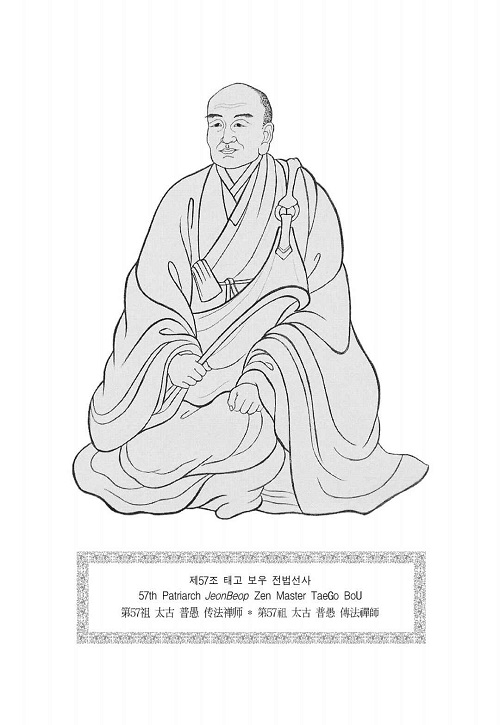 제57조 태고 보우 전법선사
57th Patriarch JeonBeop Zen Master TaeGo BoU
第57祖 太古 普愚 传法禅师 * 第57祖 太古 普愚 傳法禪師